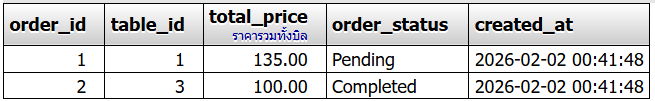 order_id table_id total_price order_status created_at
ราคารวมทั้งบิล
1 1 135.00 Pending 2026-02-02 00:41:48
2 3 100.00 Completed 2026-02-02 00:41:48